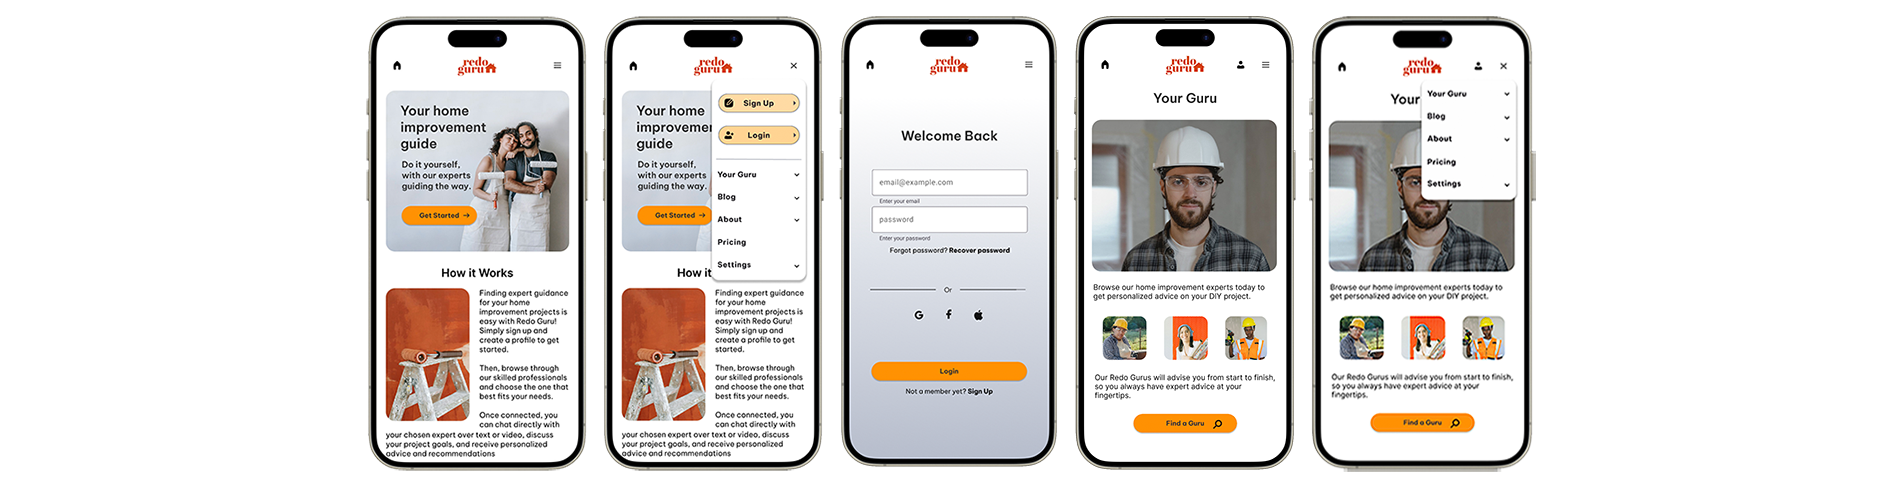 redo
guru
Your home
improvement
guide
Do it yourself,
with our experts
guiding the way.
Get Started →
How it Works
Finding expert guidance
for your home
improvement projects is
easy with Redo Guru!
Simply sign up and
create a profile to get
started.
Then, browse through
our skilled professionals
and choose the one that
best fits your needs.
Once connected, you
can chat directly with
your chosen expert over text or video, discuss
your project goals, and receive personalized
advice and recommendations
redo
guru
Your home
improvemen
guide
Do it yourself,
with our experts
guiding the way.
Get Started →
Sign Up
Login
Your Guru
Blog
About
Pricing
Settings
How it
Finding expert guidance
for your home
improvement projects is
easy with Redo Guru!
Simply sign up and
create a profile to get
started.
Then, browse through
our skilled professionals
and choose the one that
best fits your needs.
Once connected, you
can chat directly with
your chosen expert over text or video, discuss
your project goals, and receive personalized
advice and recommendations
redo
guru
Welcome Back
email@example.com
Enter your email
password
Enter your password
Forgot password? Recover password
Or
Login
Not a member yet? Sign Up
redo
guru
Your Guru
Browse our home improvement experts today to
get personalized advice on your DIY project.
Our Redo Gurus will advise you from start to finish,
so you always have expert advice at your
fingertips.
Find a Guru
redo
guru
Your
Your Guru
Blog
About
Pricing
Settings
Browse our home improvement experts today to
get personalized advice on your DIY project.
Our Redo Gurus will advise you from start to finish,
so you always have expert advice at your
fingertips.
Find a Guru